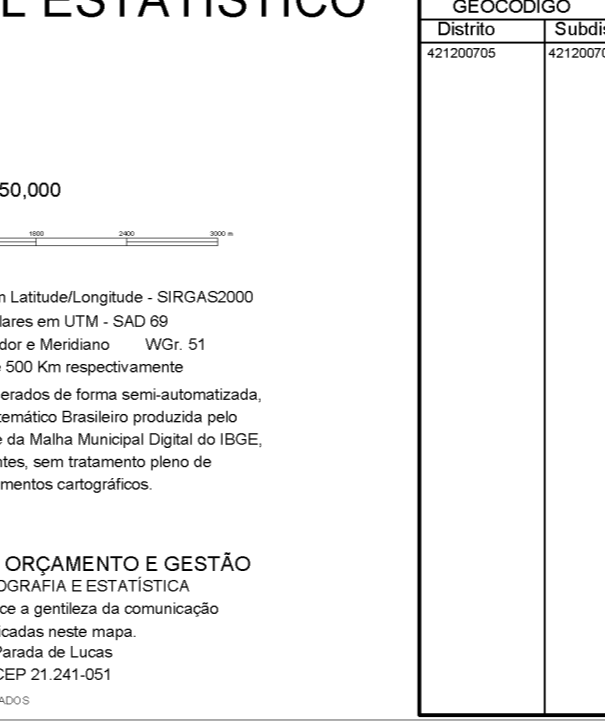 L ESTATÍSTICO
50,000
1800 2400 3000 m
Latitude/Longitude - SIRGAS2000
lares em UTM - SAD 69
dor e Meridiano WGr. 51
500 Km respectivamente
erados de forma semi-automatizada,
temático Brasileiro produzida pelo
e da Malha Municipal Digital do IBGE,
ntes, sem tratamento pleno de
mentos cartográficos.
ORÇAMENTO E GESTÃO
OGRAFIA E ESTATÍSTICA
ce a gentileza da comunicação
icadas neste mapa.
Parada de Lucas
CEP 21.241-051
ADOS
GEOCÓDIGO
Distrito Subdis
421200705 42120070